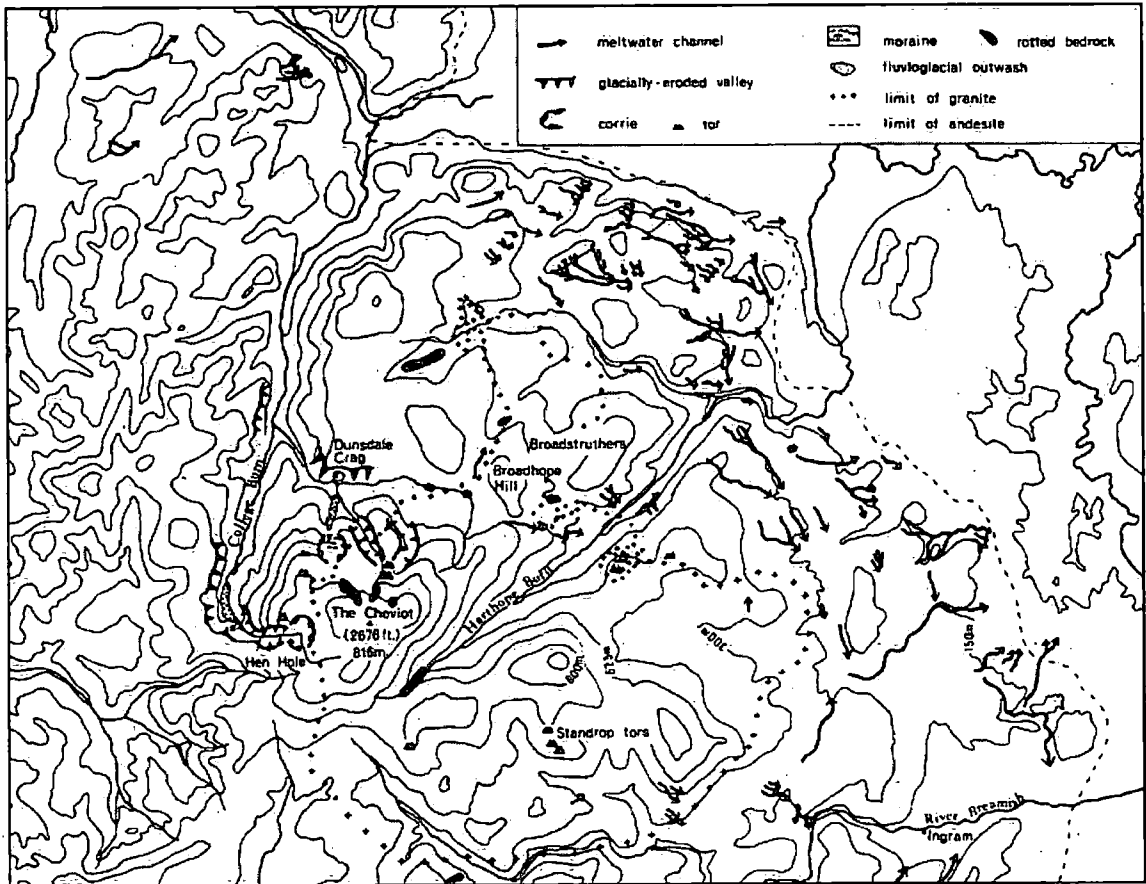 meltwater channel
moraine
rotted bedrock
glacially-eroded valley
fluvioglacial outwash
limit of granite
corrie
tor
limit of andesite
Dunsdale
Crag
Broadstruthers
Broadhope
Hill
College Burn
Harthope Burn
The Cheviot
(2676 ft.)
816m
Hen Hole
300m
600m
573m
150m
Standrop tors
River Breamish
Ingram